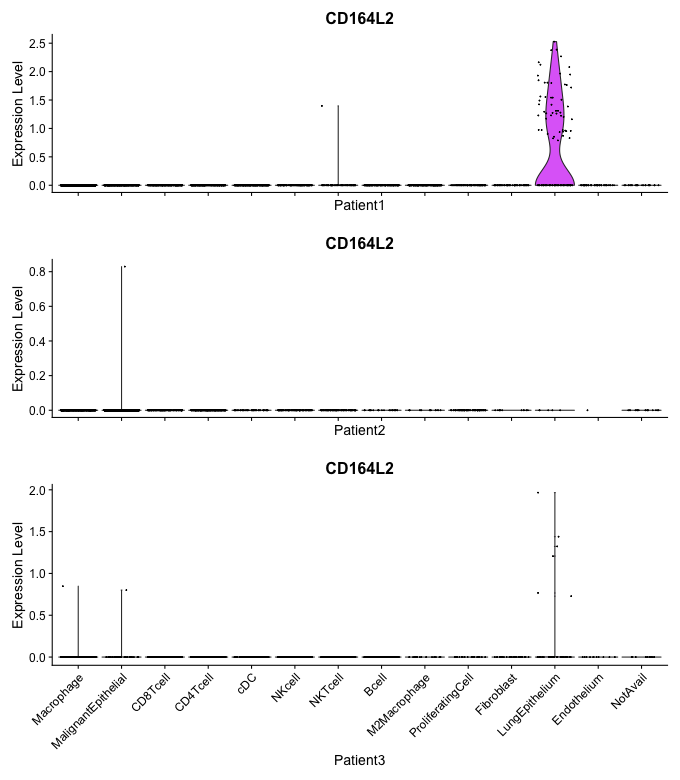 CD164L2
Expression Level
2.5
2.0
1.5
1.0
0.5
0.0
Patient1
CD164L2
Expression Level
0.8
0.6
0.4
0.2
0.0
Patient2
CD164L2
Expression Level
2.0
1.5
1.0
0.5
0.0
Macrophage
MalignantEpithelial
CD8Tcell
CD4Tcell
cDC
NKcell
NKTcell
Bcell
M2Macrophage
ProliferatingCell
Fibroblast
LungEpithelium
Endothelium
NotAvail
Patient3